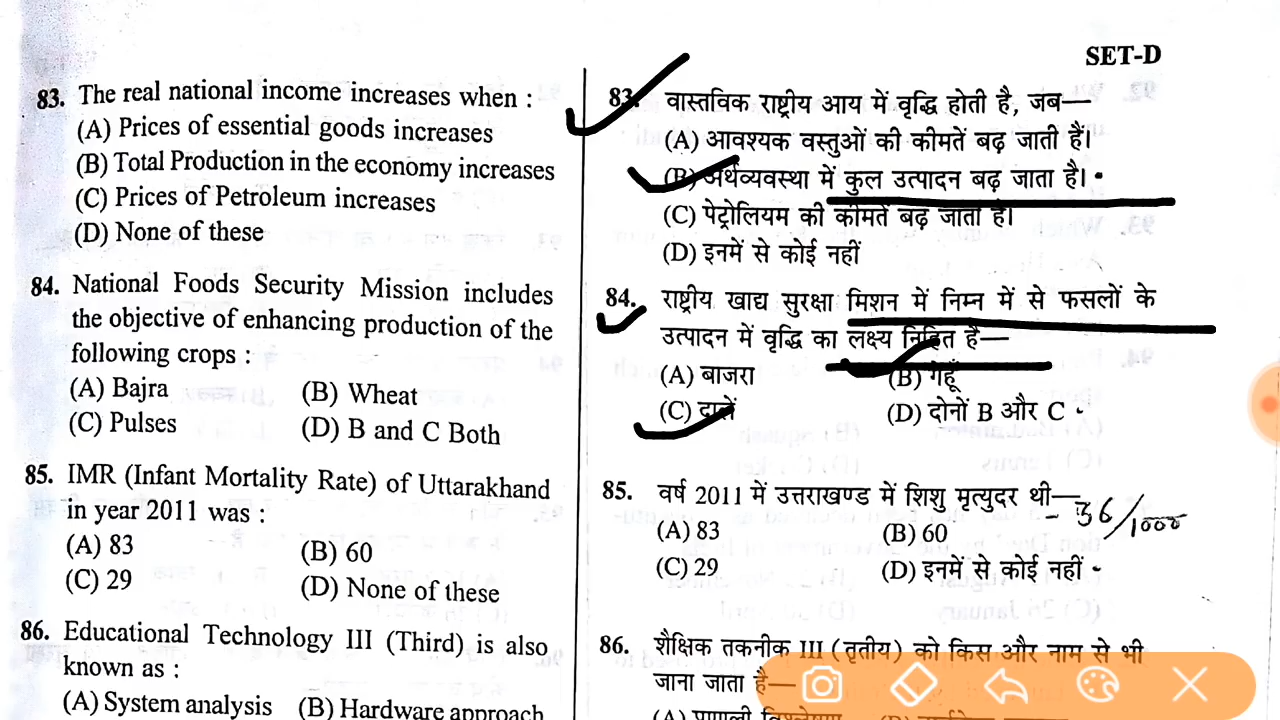 SET-D
83. The real national income increases when :
(A) Prices of essential goods increases
(B) Total Production in the economy increases
(C) Prices of Petroleum increases
(D) None of these
84. National Foods Security Mission includes
the objective of enhancing production of the
following crops :
(A) Bajra (B) Wheat
(C) Pulses (D) B and C Both
85. IMR (Infant Mortality Rate) of Uttarakhand
in year 2011 was :
(A) 83 (B) 60
(C) 29 (D) None of these
86. Educational Technology III (Third) is also
known as :
(A) System analysis (B) Hardware approach
83. वास्तविक राष्ट्रीय आय में वृद्धि होती है, जब—
(A) आवश्यक वस्तुओं की कीमतें बढ़ जाती हैं।
(B) अर्थव्यवस्था में कुल उत्पादन बढ़ जाता है।
(C) पेट्रोलियम की कीमतें बढ़ जाती हैं।
(D) इनमें से कोई नहीं
84. राष्ट्रीय खाद्य सुरक्षा मिशन में निम्न में से फसलों के
उत्पादन में वृद्धि का लक्ष्य निहित है—
(A) बाजरा (B) गेहूँ
(C) दालें (D) दोनों B और C
85. वर्ष 2011 में उत्तराखण्ड में शिशु मृत्युदर थी—
- 36/1000
(A) 83 (B) 60
(C) 29 (D) इनमें से कोई नहीं
86. शैक्षिक तकनीक III (तृतीय) को किस और नाम से भी
जाना जाता है—
(A) प्रणाली विश्लेषण (B)